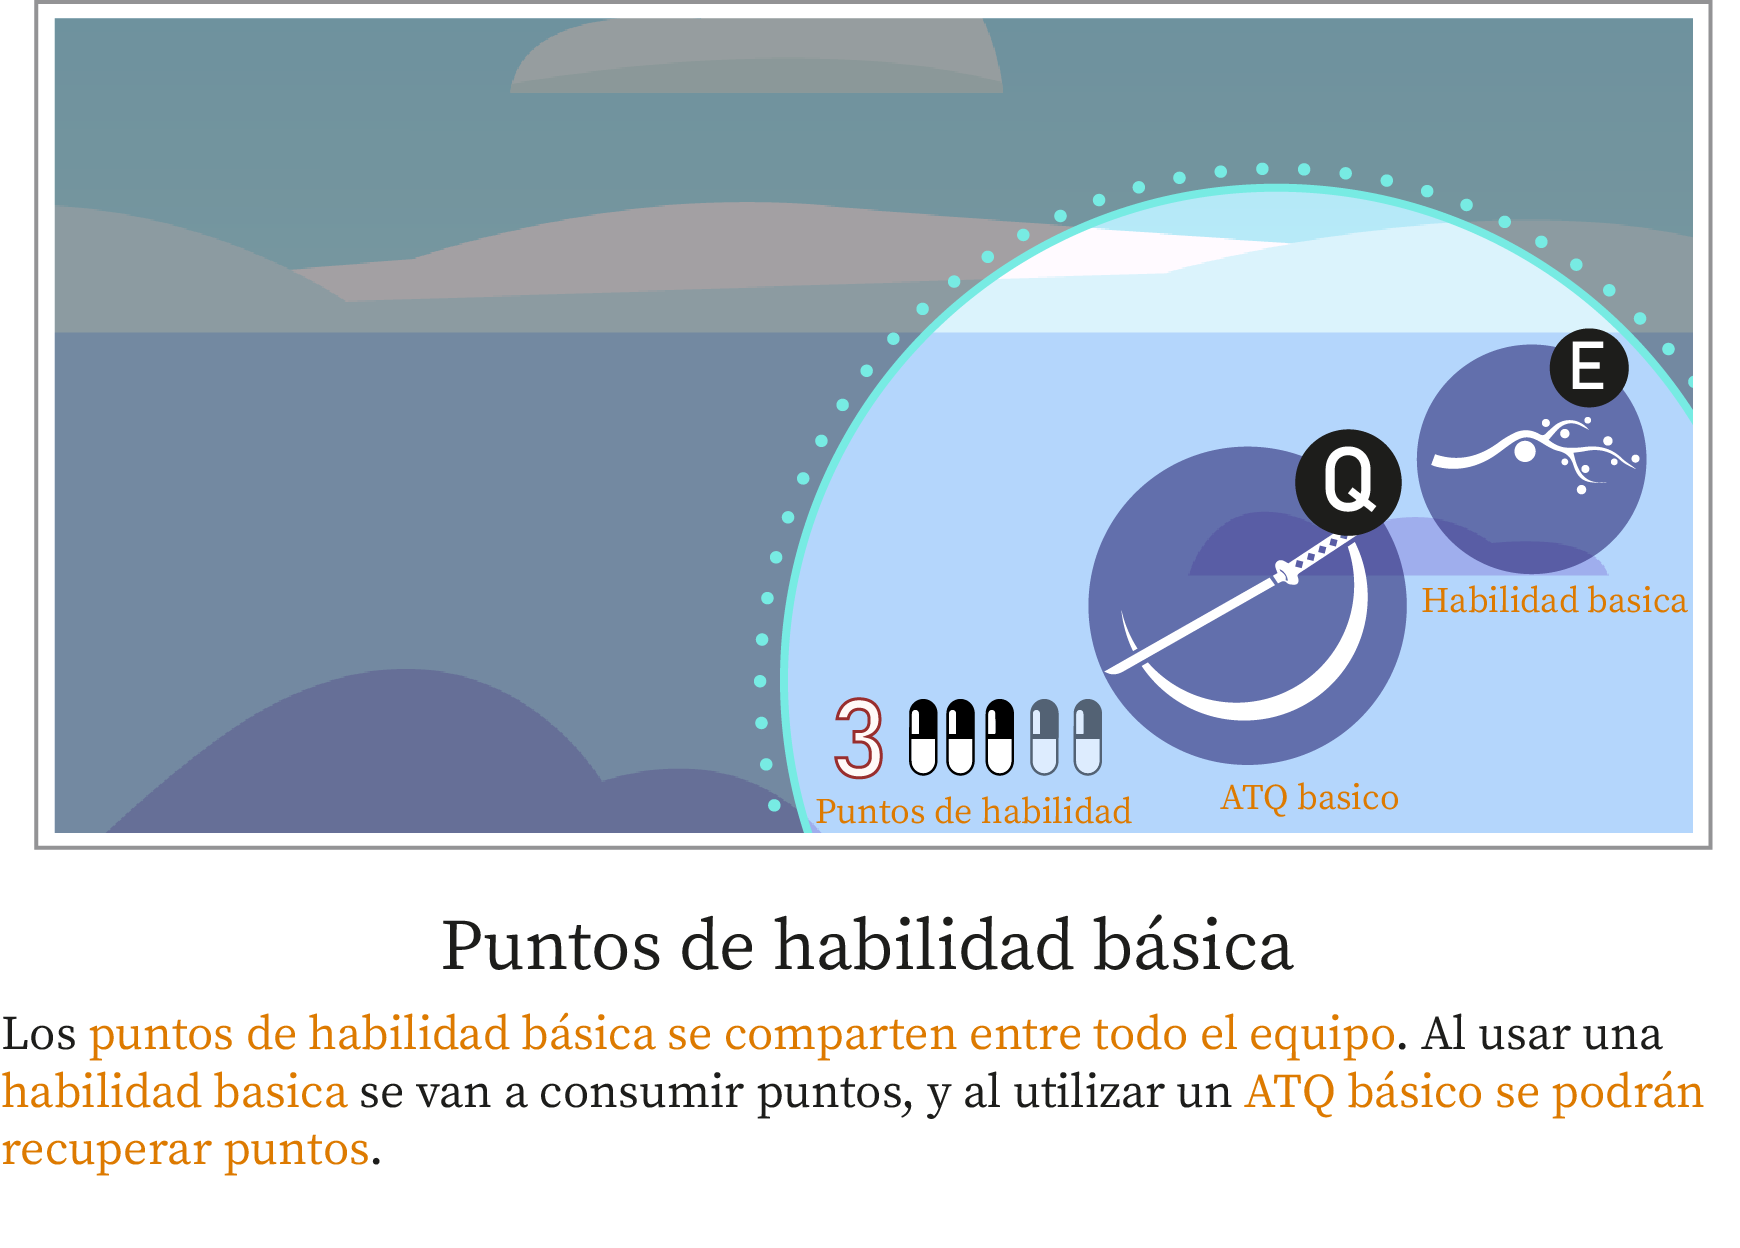 E
Q
Habilidad basica
3
ATQ basico
Puntos de habilidad
Puntos de habilidad básica
Los puntos de habilidad básica se comparten entre todo el equipo. Al usar una
habilidad basica se van a consumir puntos, y al utilizar un ATQ básico se podrán
recuperar puntos.